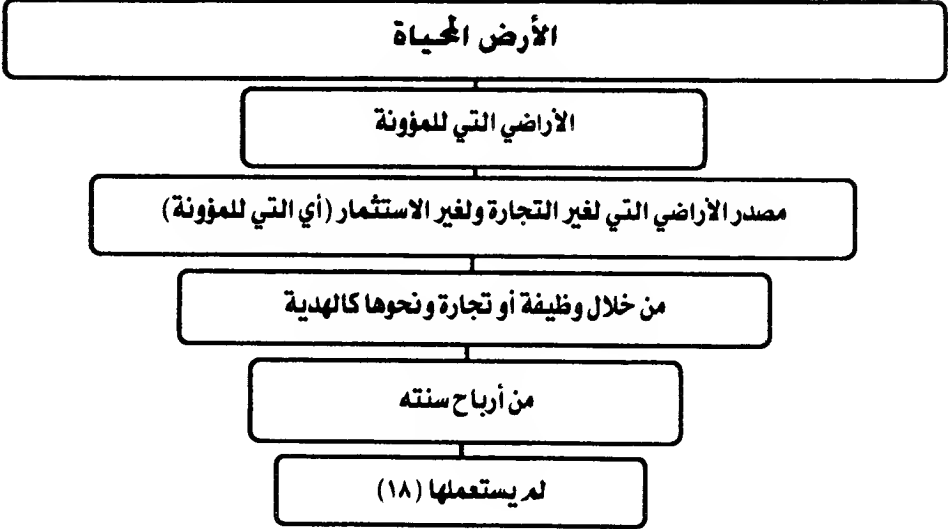 الأرض المحياة
الأراضي التي للمؤونة
مصدر الأراضي التي لغير التجارة ولغير الاستثمار (أي التي للمؤونة)
من خلال وظيفة أو تجارة ونحوها كالهدية
من أرباح سنته
لم يستعملها (١٨)